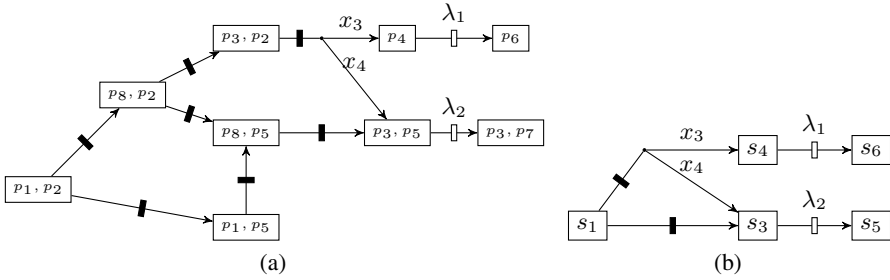 p₃, p₂ x₃ p₄ λ₁ p₆
x₄
p₈, p₂
p₈, p₅ p₃, p₅ λ₂ p₃, p₇
p₁, p₂
p₁, p₅
(a)
x₃ s₄ λ₁ s₆
x₄
s₁ s₃ λ₂ s₅
(b)